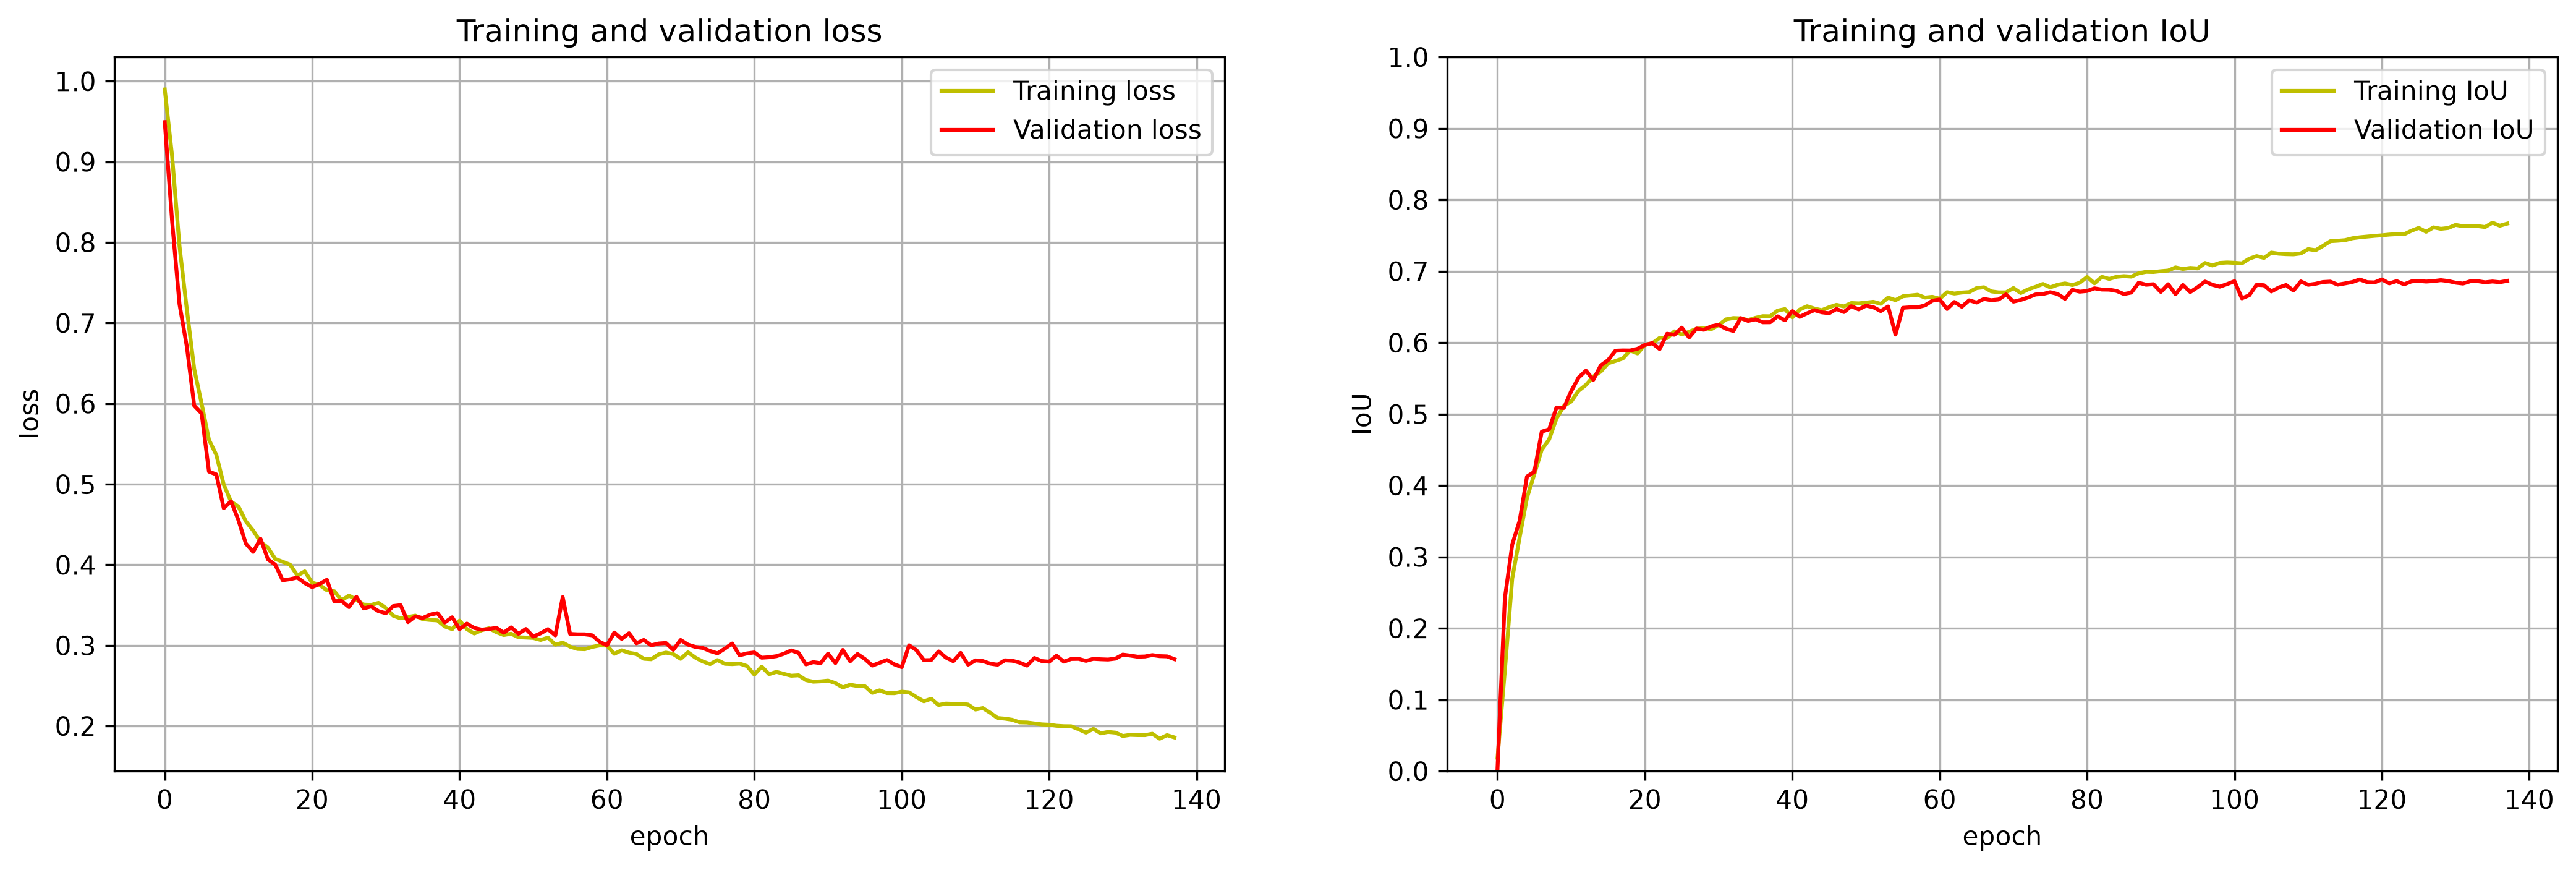 Training and validation loss
1.0
0.9
0.8
0.7
0.6
0.5
0.4
0.3
0.2
loss
Training loss
Validation loss
0 20 40 60 80 100 120 140
epoch
Training and validation IoU
1.0
0.9
0.8
0.7
0.6
0.5
0.4
0.3
0.2
0.1
0.0
IoU
Training IoU
Validation IoU
0 20 40 60 80 100 120 140
epoch